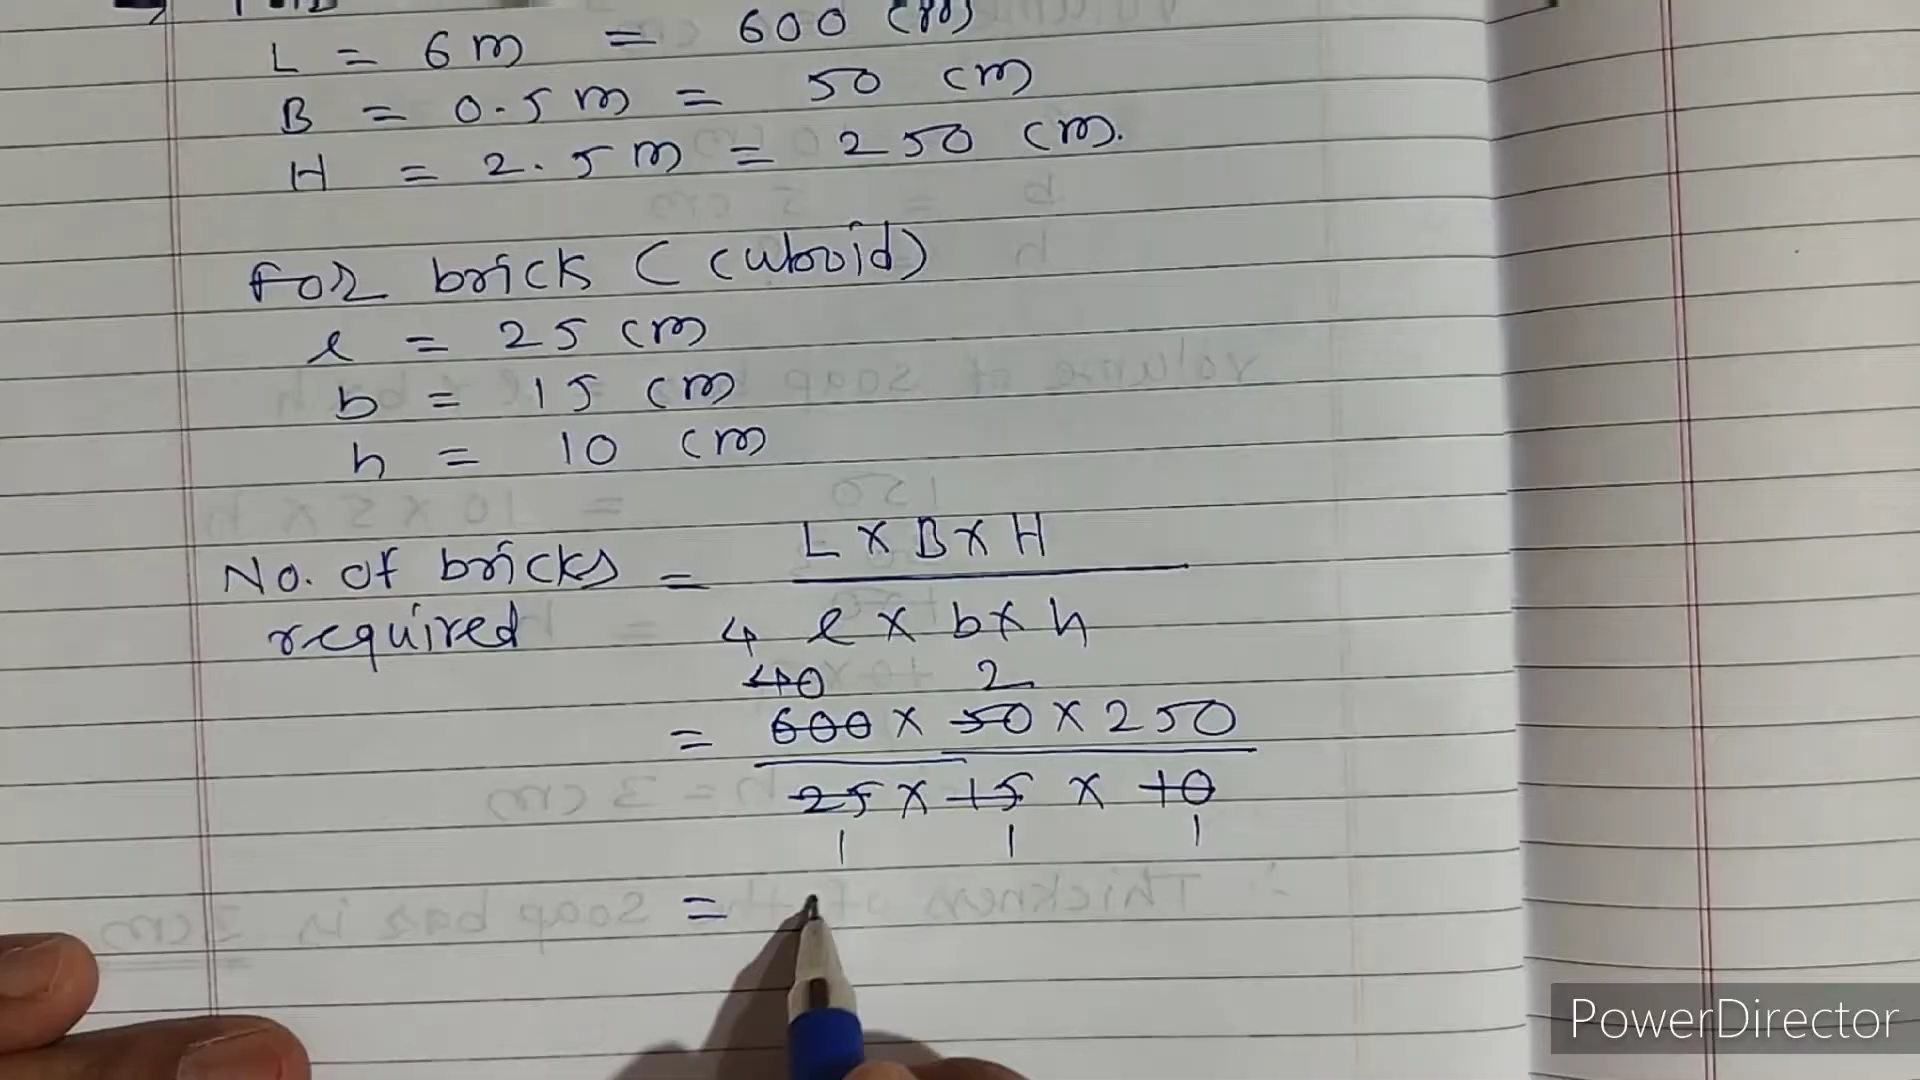 L = 6 m = 600 cm
B = 0.5 m = 50 cm
H = 2.5 m = 250 cm.
For brick (cuboid)
l = 25 cm
b = 15 cm
h = 10 cm
No. of bricks required = L x B x H
l x b x h
4
40 2
= 600 x 50 x 250
25 x 15 x 10
1 1 1
=
PowerDirector